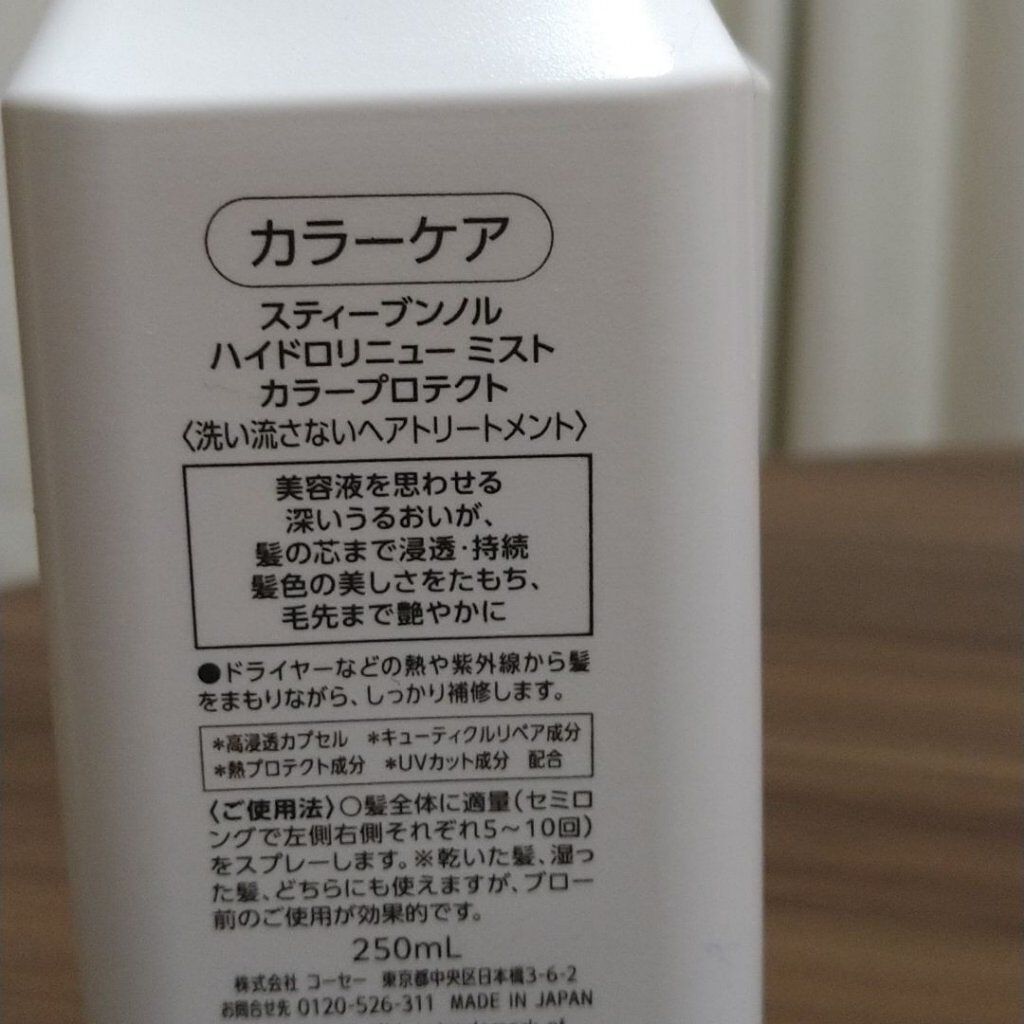 カラーケア
スティーブンノル
ハイドロリニュー ミスト
カラープロテクト
〈洗い流さないヘアトリートメント〉
美容液を思わせる
深いうるおいが、
髪の芯まで浸透・持続
髪色の美しさをたもち、
毛先まで艶やかに
●ドライヤーなどの熱や紫外線から髪
をまもりながら、しっかり補修します。
*高浸透カプセル *キューティクルリペア成分
*熱プロテクト成分 *UVカット成分 配合
〈ご使用法〉○髪全体に適量(セミロ
ングで左側右側それぞれ5〜10回)
をスプレーします。※乾いた髪、湿っ
た髪、どちらにも使えますが、ブロー
前のご使用が効果的です。
250mL
株式会社 コーセー 東京都中央区日本橋3-6-2
お問合せ先 0120-526-311 MADE IN JAPAN